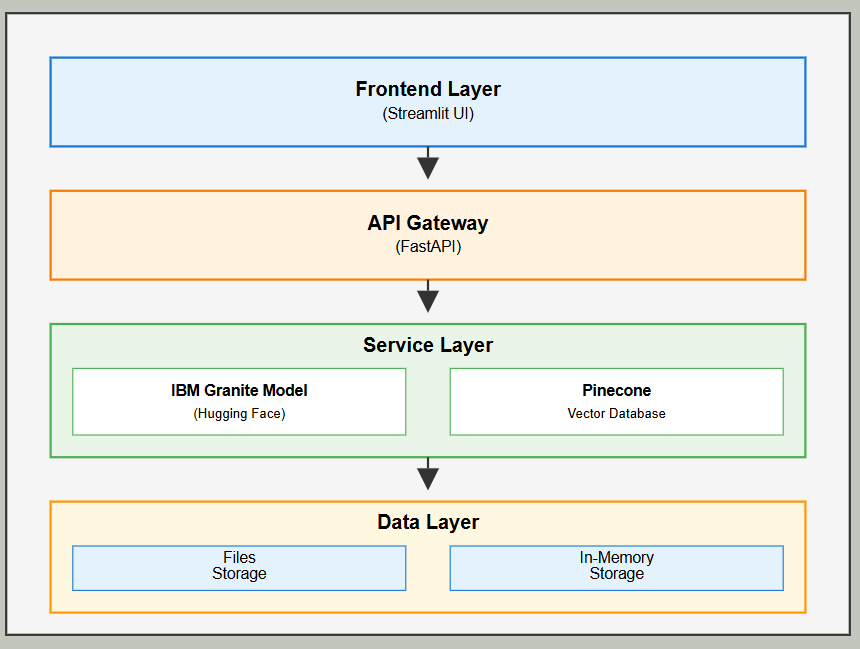 Frontend Layer
(Streamlit UI)
API Gateway
(FastAPI)
Service Layer
IBM Granite Model
(Hugging Face)
Pinecone
Vector Database
Data Layer
Files
Storage
In-Memory
Storage